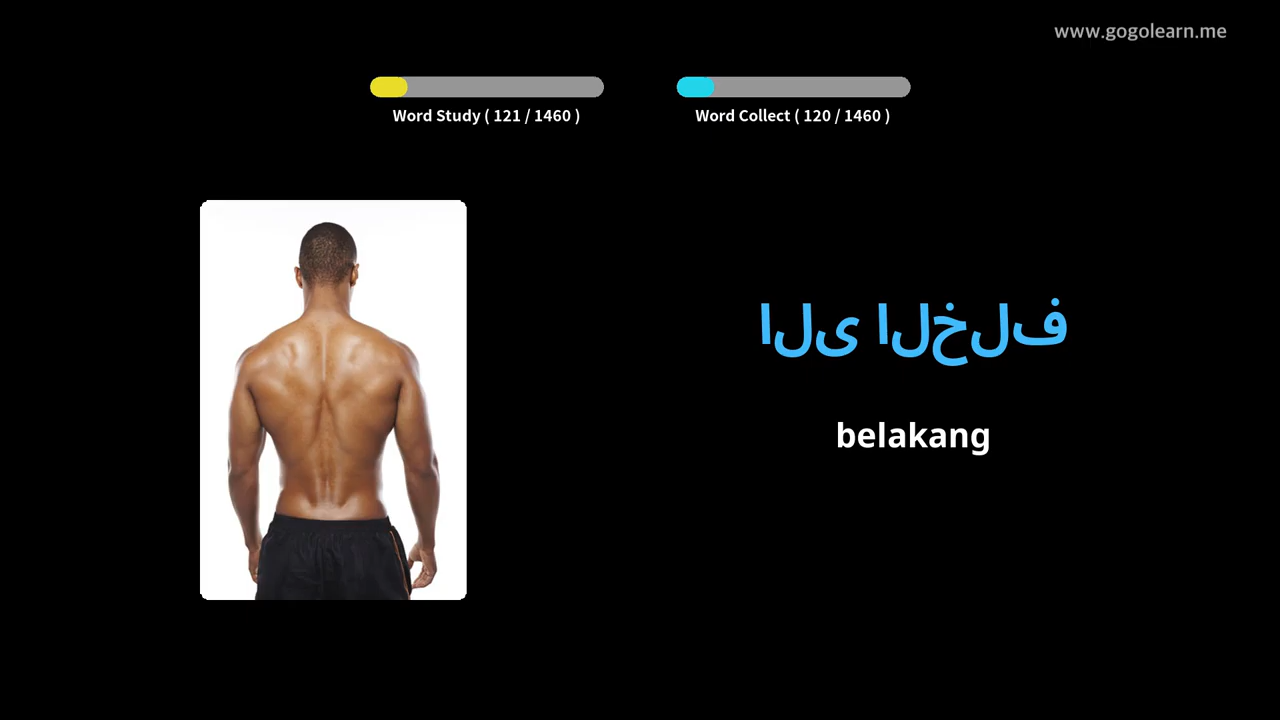 www.gogolearn.me
Word Study ( 121 / 1460 )
Word Collect ( 120 / 1460 )
الى الخلف
belakang